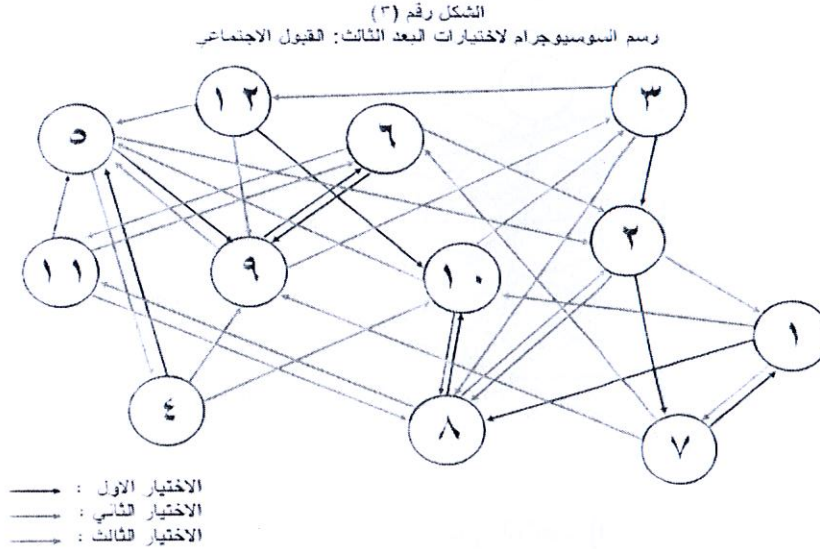 الشكل رقم (٣)
رسم السوسيوجرام لاختيارات البعد الثالث: القبول الاجتماعي
١٢
٣
٥
٦
٢
١١
٩
١٠
١
٤
٨
٧
الاختيار الاول :
الاختيار الثاني :
الاختيار الثالث :